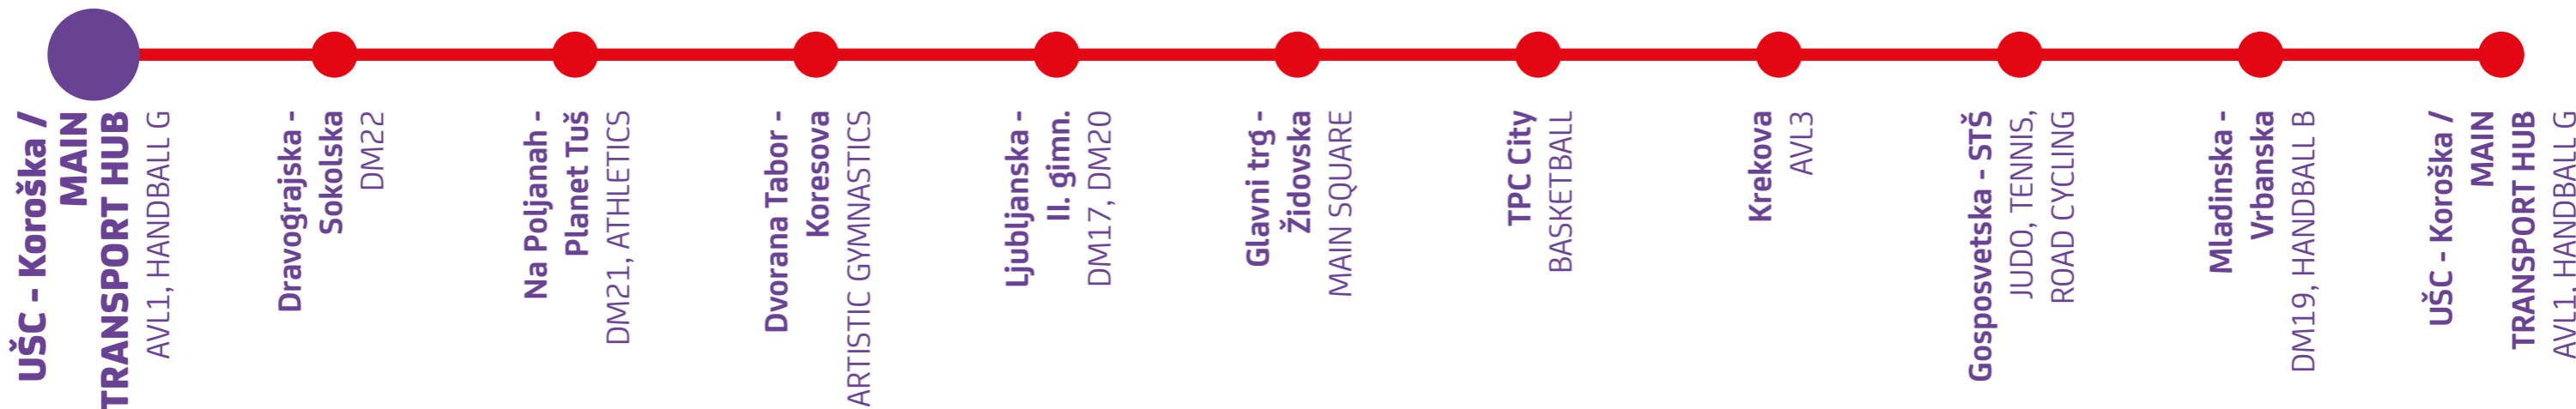 UŠC - Koroška /
MAIN
TRANSPORT HUB
AVL1, HANDBALL G
Dravograjska -
Sokolska
DM22
Na Poljanah -
Planet Tuš
DM21, ATHLETICS
Dvorana Tabor -
Koresova
ARTISTIC GYMNASTICS
Ljubljanska -
II. gimn.
DM17, DM20
Glavni trg -
Židovska
MAIN SQUARE
TPC City
BASKETBALL
Krekova
AVL3
Gosposvetska - STŠ
JUDO, TENNIS,
ROAD CYCLING
Mladinska -
Vrbanska
DM19, HANDBALL B
UŠC - Koroška /
MAIN
TRANSPORT HUB
AVL1, HANDBALL G